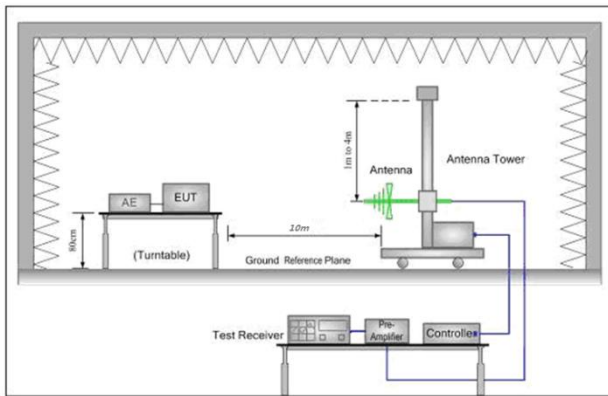 1m to 4m
Antenna
Antenna Tower
AE
EUT
80cm
(Turntable)
10m
Ground Reference Plane
Test Receiver
Pre-
Amplifier
Controller